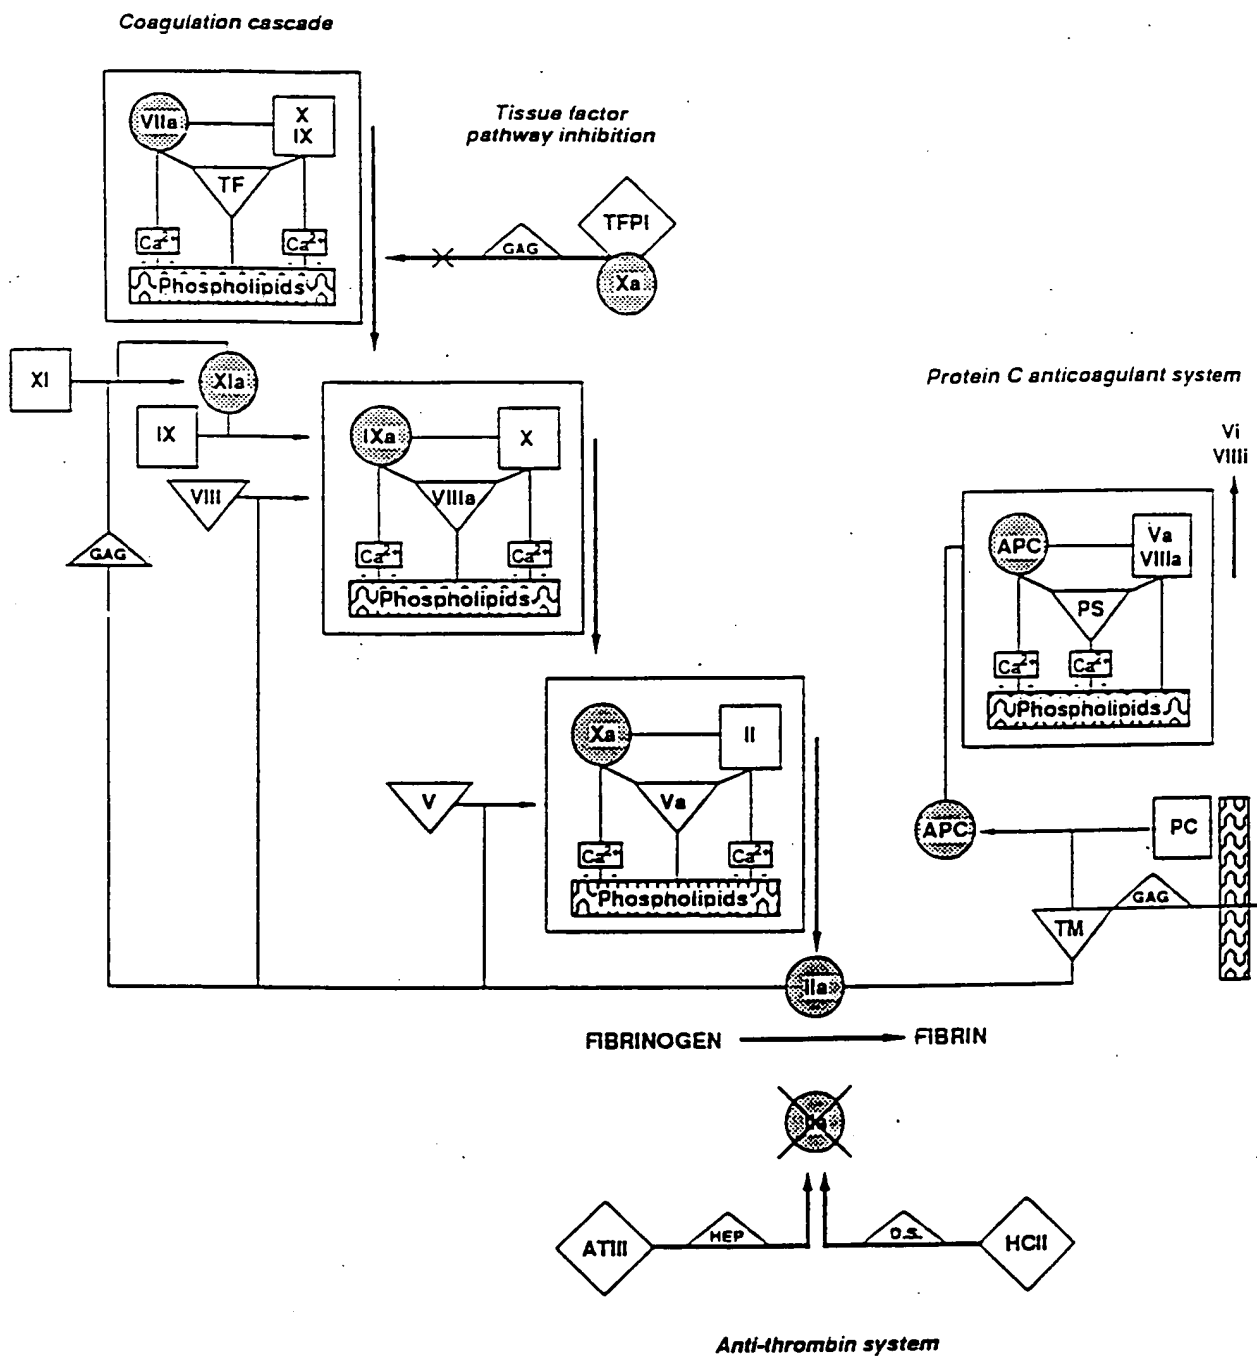 Coagulation cascade
VIIa
X
IX
TF
Ca2+
Ca2+
Phospholipids
Tissue factor
pathway inhibition
TFPI
GAG
Xa
XI
XIa
IX
VIII
GAG
IXa
X
VIIIa
Ca2+
Ca2+
Phospholipids
Protein C anticoagulant system
Vi
VIIIi
APC
Va
VIIIa
PS
Ca2+
Ca2+
Phospholipids
Xa
II
V
Va
Ca2+
Ca2+
Phospholipids
APC
PC
GAG
TM
IIa
FIBRINOGEN FIBRIN
IIa
ATIII
HEP
D.S.
HCII
Anti-thrombin system